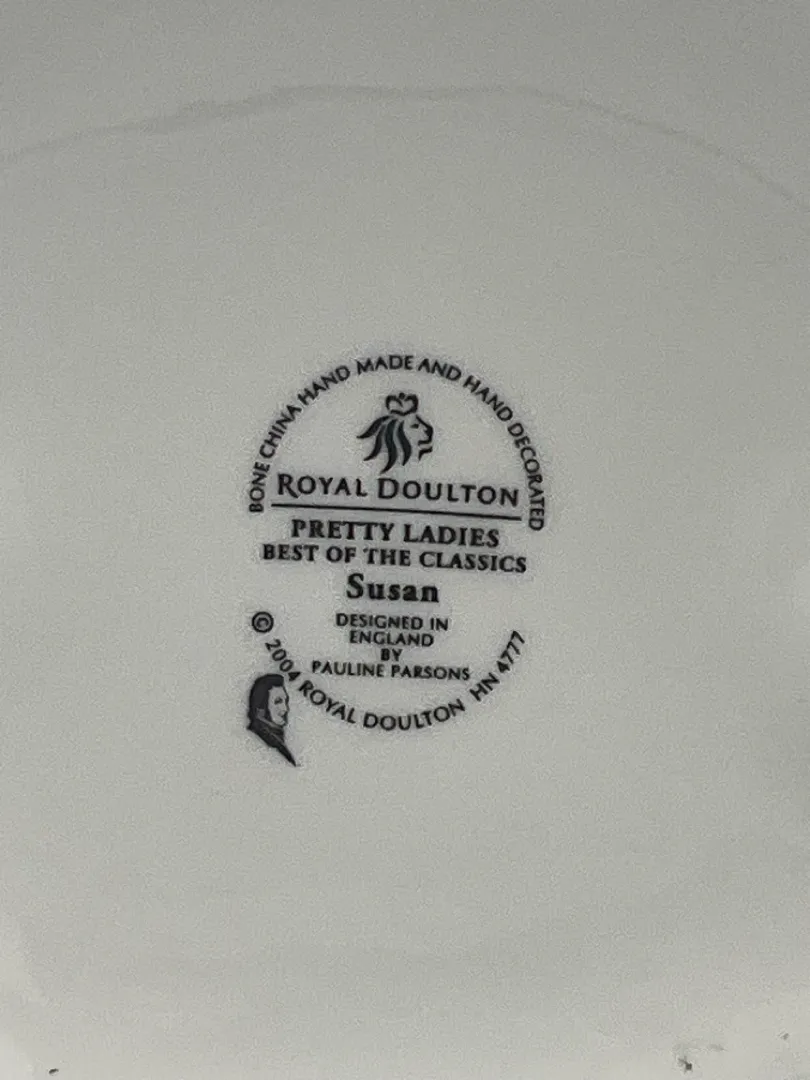 BONE CHINA HAND MADE AND HAND DECORATED
ROYAL DOULTON
PRETTY LADIES
BEST OF THE CLASSICS
Susan
DESIGNED IN
ENGLAND
BY
PAULINE PARSONS
© 2004 ROYAL DOULTON HN 4777